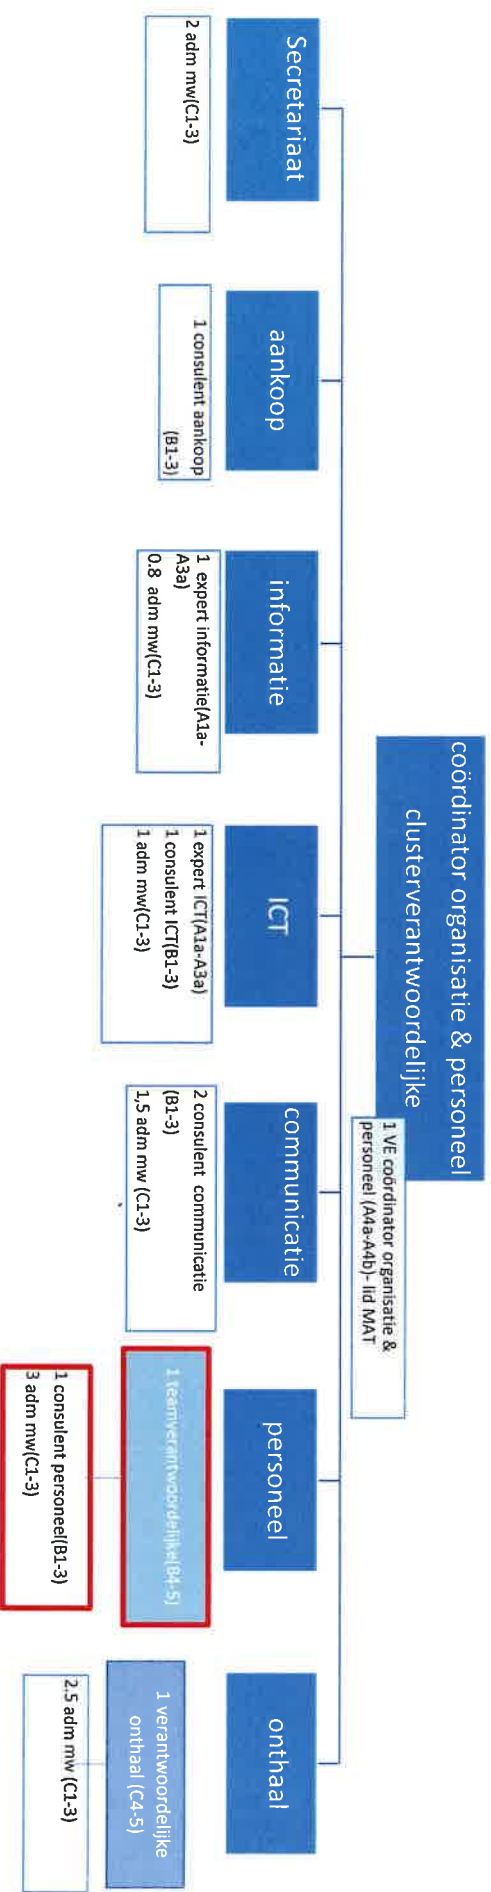 coördinator organisatie & personeel
clusterverantwoordelijke
1 VE coördinator organisatie &
personeel (A4a-A4b)- lid MAT
Secretariaat
2 adm mw(C1-3)
aankoop
1 consulent aankoop
(B1-3)
informatie
1 expert informatie(A1a-
A3a)
0.8 adm mw(C1-3)
ICT
1 expert ICT(A1a-A3a)
1 consulent ICT(B1-3)
1 adm mw(C1-3)
communicatie
2 consulent communicatie
(B1-3)
1,5 adm mw (C1-3)
personeel
1 teamverantwoordelijke(B4-5)
1 consulent personeel(B1-3)
3 adm mw(C1-3)
onthaal
1 verantwoordelijke
onthaal (C4-5)
2.5 adm mw (C1-3)